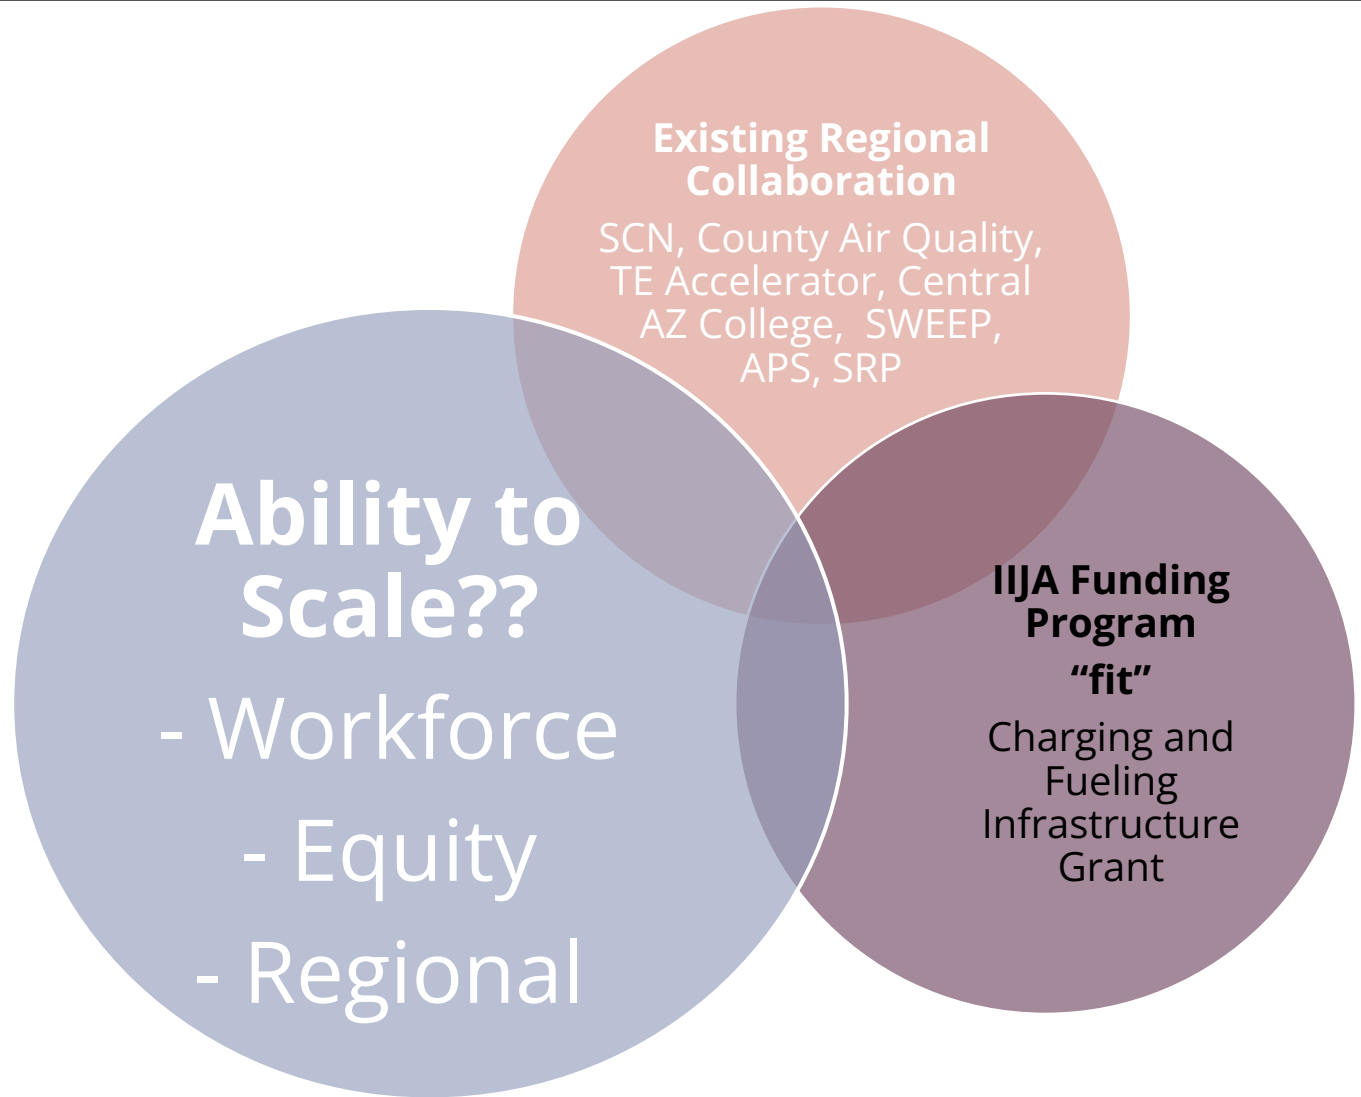 Existing Regional
Collaboration
SCN, County Air Quality,
TE Accelerator, Central
AZ College,  SWEEP,
APS, SRP
Ability to
Scale??
- Workforce
- Equity
- Regional
IIJA Funding
Program
“fit”
Charging and
Fueling
Infrastructure
Grant